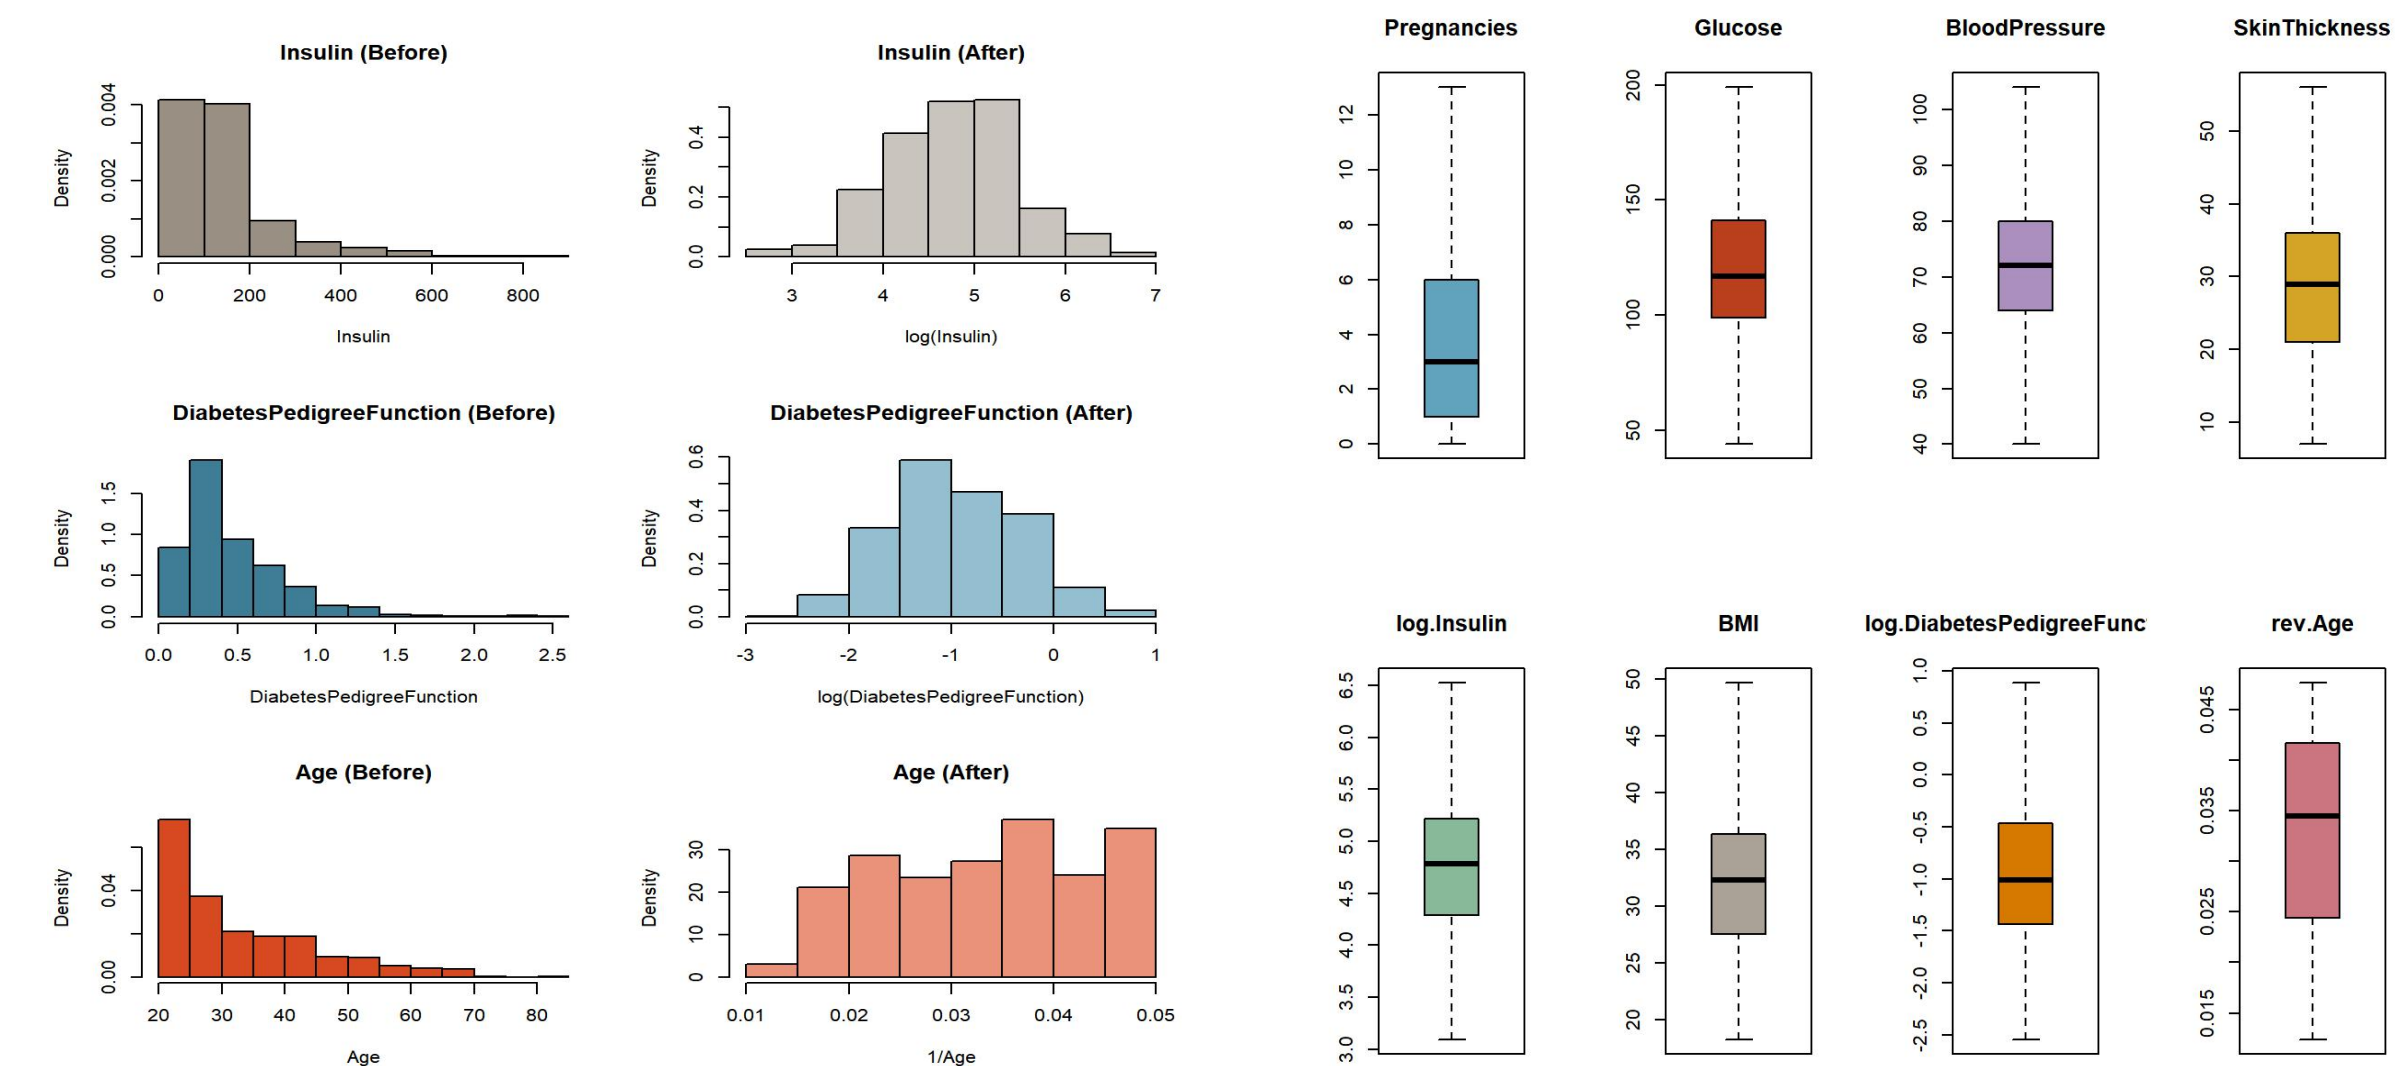 Insulin (Before)
Density
0.000 0.002 0.004
0 200 400 600 800
Insulin
Insulin (After)
Density
0.0 0.2 0.4
3 4 5 6 7
log(Insulin)
DiabetesPedigreeFunction (Before)
Density
0.0 0.5 1.0 1.5
0.0 0.5 1.0 1.5 2.0 2.5
DiabetesPedigreeFunction
DiabetesPedigreeFunction (After)
Density
0.0 0.2 0.4 0.6
-3 -2 -1 0 1
log(DiabetesPedigreeFunction)
Age (Before)
Density
0.00 0.04
20 30 40 50 60 70 80
Age
Age (After)
Density
0 10 20 30
0.01 0.02 0.03 0.04 0.05
1/Age
Pregnancies
0 2 4 6 8 10 12
Glucose
50 100 150 200
BloodPressure
40 50 60 70 80 90 100
SkinThickness
10 20 30 40 50
log.Insulin
3.0 3.5 4.0 4.5 5.0 5.5 6.0 6.5
BMI
20 25 30 35 40 45 50
log.DiabetesPedigreeFunc
-2.5 -2.0 -1.5 -1.0 -0.5 0.0 0.5 1.0
rev.Age
0.015 0.025 0.035 0.045